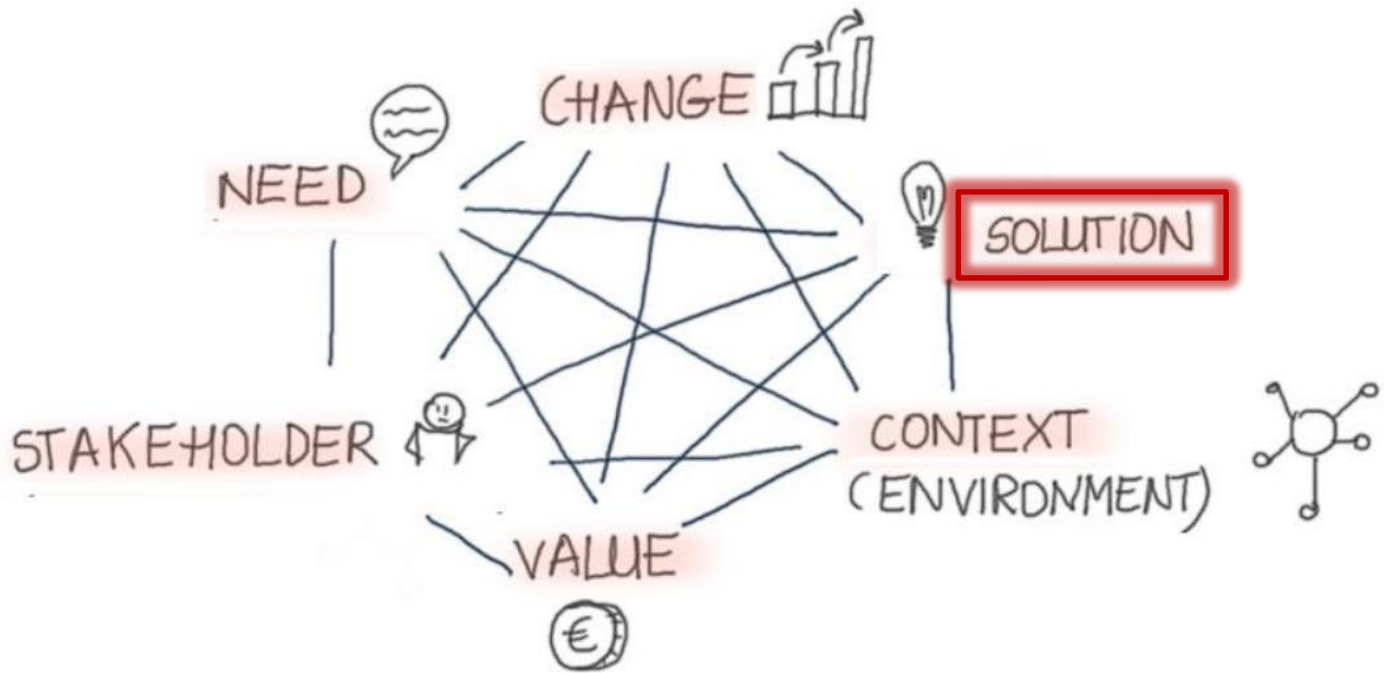 CHANGE
NEED
SOLUTION
STAKEHOLDER
CONTEXT
(ENVIRONMENT)
VALUE
€